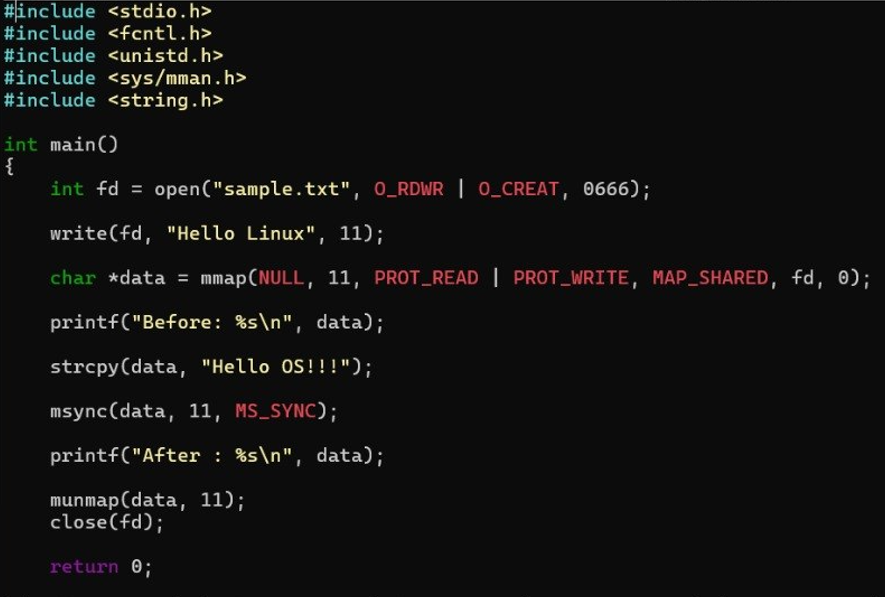 #include <stdio.h>
#include <fcntl.h>
#include <unistd.h>
#include <sys/mman.h>
#include <string.h>

int main()
{
    int fd = open("sample.txt", O_RDWR | O_CREAT, 0666);

    write(fd, "Hello Linux", 11);

    char *data = mmap(NULL, 11, PROT_READ | PROT_WRITE, MAP_SHARED, fd, 0);

    printf("Before: %s\n", data);

    strcpy(data, "Hello OS!!!");

    msync(data, 11, MS_SYNC);

    printf("After : %s\n", data);

    munmap(data, 11);
    close(fd);

    return 0;